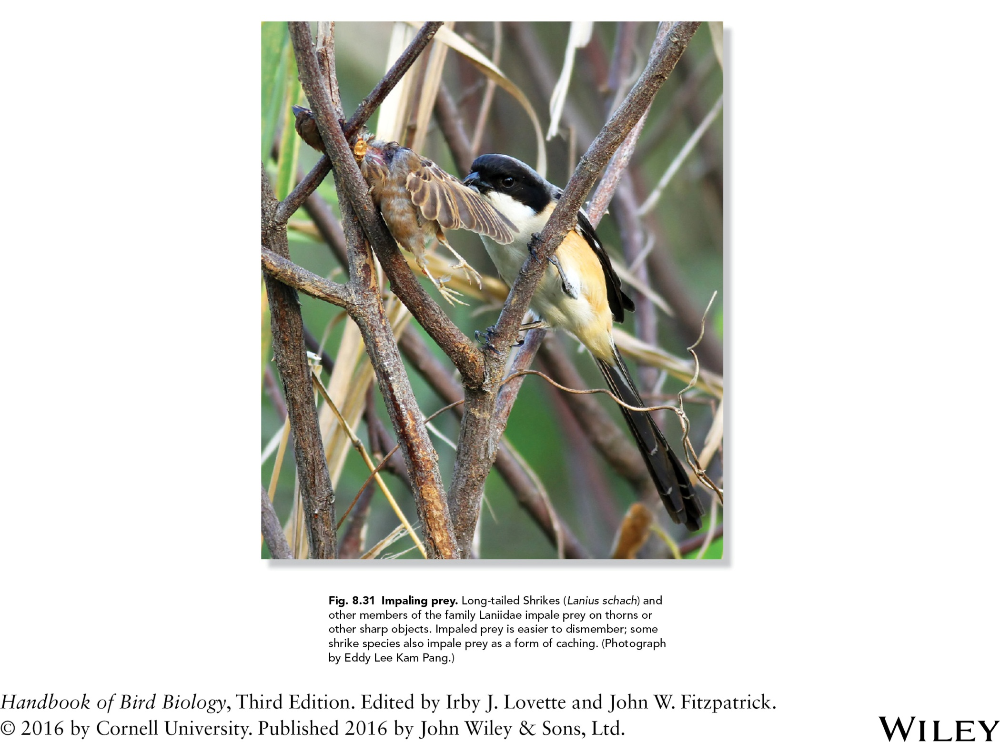 Fig. 8.31 Impaling prey. Long-tailed Shrikes (Lanius schach) and
other members of the family Laniidae impale prey on thorns or
other sharp objects. Impaled prey is easier to dismember; some
shrike species also impale prey as a form of caching. (Photograph
by Eddy Lee Kam Pang.)
Handbook of Bird Biology, Third Edition. Edited by Irby J. Lovette and John W. Fitzpatrick.
© 2016 by Cornell University. Published 2016 by John Wiley & Sons, Ltd.
WILEY